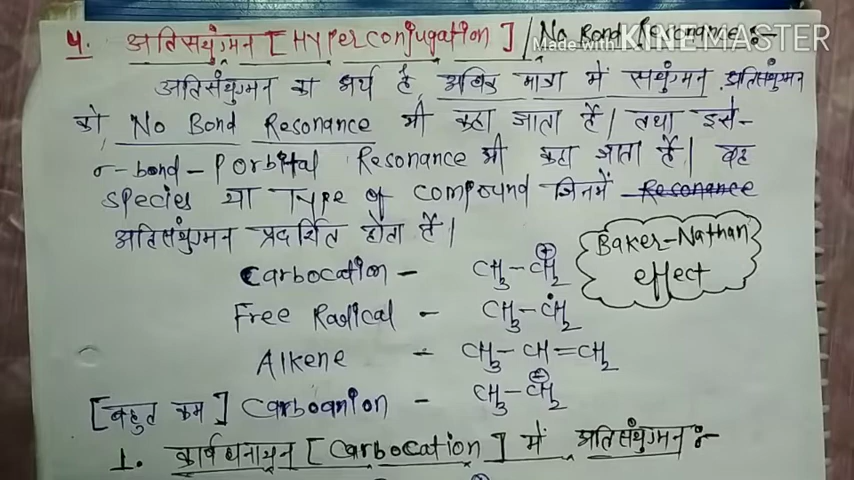 4. अतिसंयुग्मन [Hyperconjugation] / No Bond Resonance :-
Made with KINEMASTER
अतिसंयुग्मन का अर्थ है, अधिक मात्रा में संयुग्मन, अतिसंयुग्मन
को, No Bond Resonance भी कहा जाता है। तथा इसे-
σ-bond-Porbital Resonance भी कहा जाता है। वह
species या Type of compound जिनमें Resonance
अतिसंयुग्मन प्रदर्शित होता है।
Baker-Nathan
effect
Carbocation - CH3-CH2⊕
Free Radical - CH3-ĊH2
Alkene - CH3-CH=CH2
[बहुत कम] Carboanion - CH3-CH2
1. कार्बधनायन [Carbocation] में अतिसंयुग्मन :-